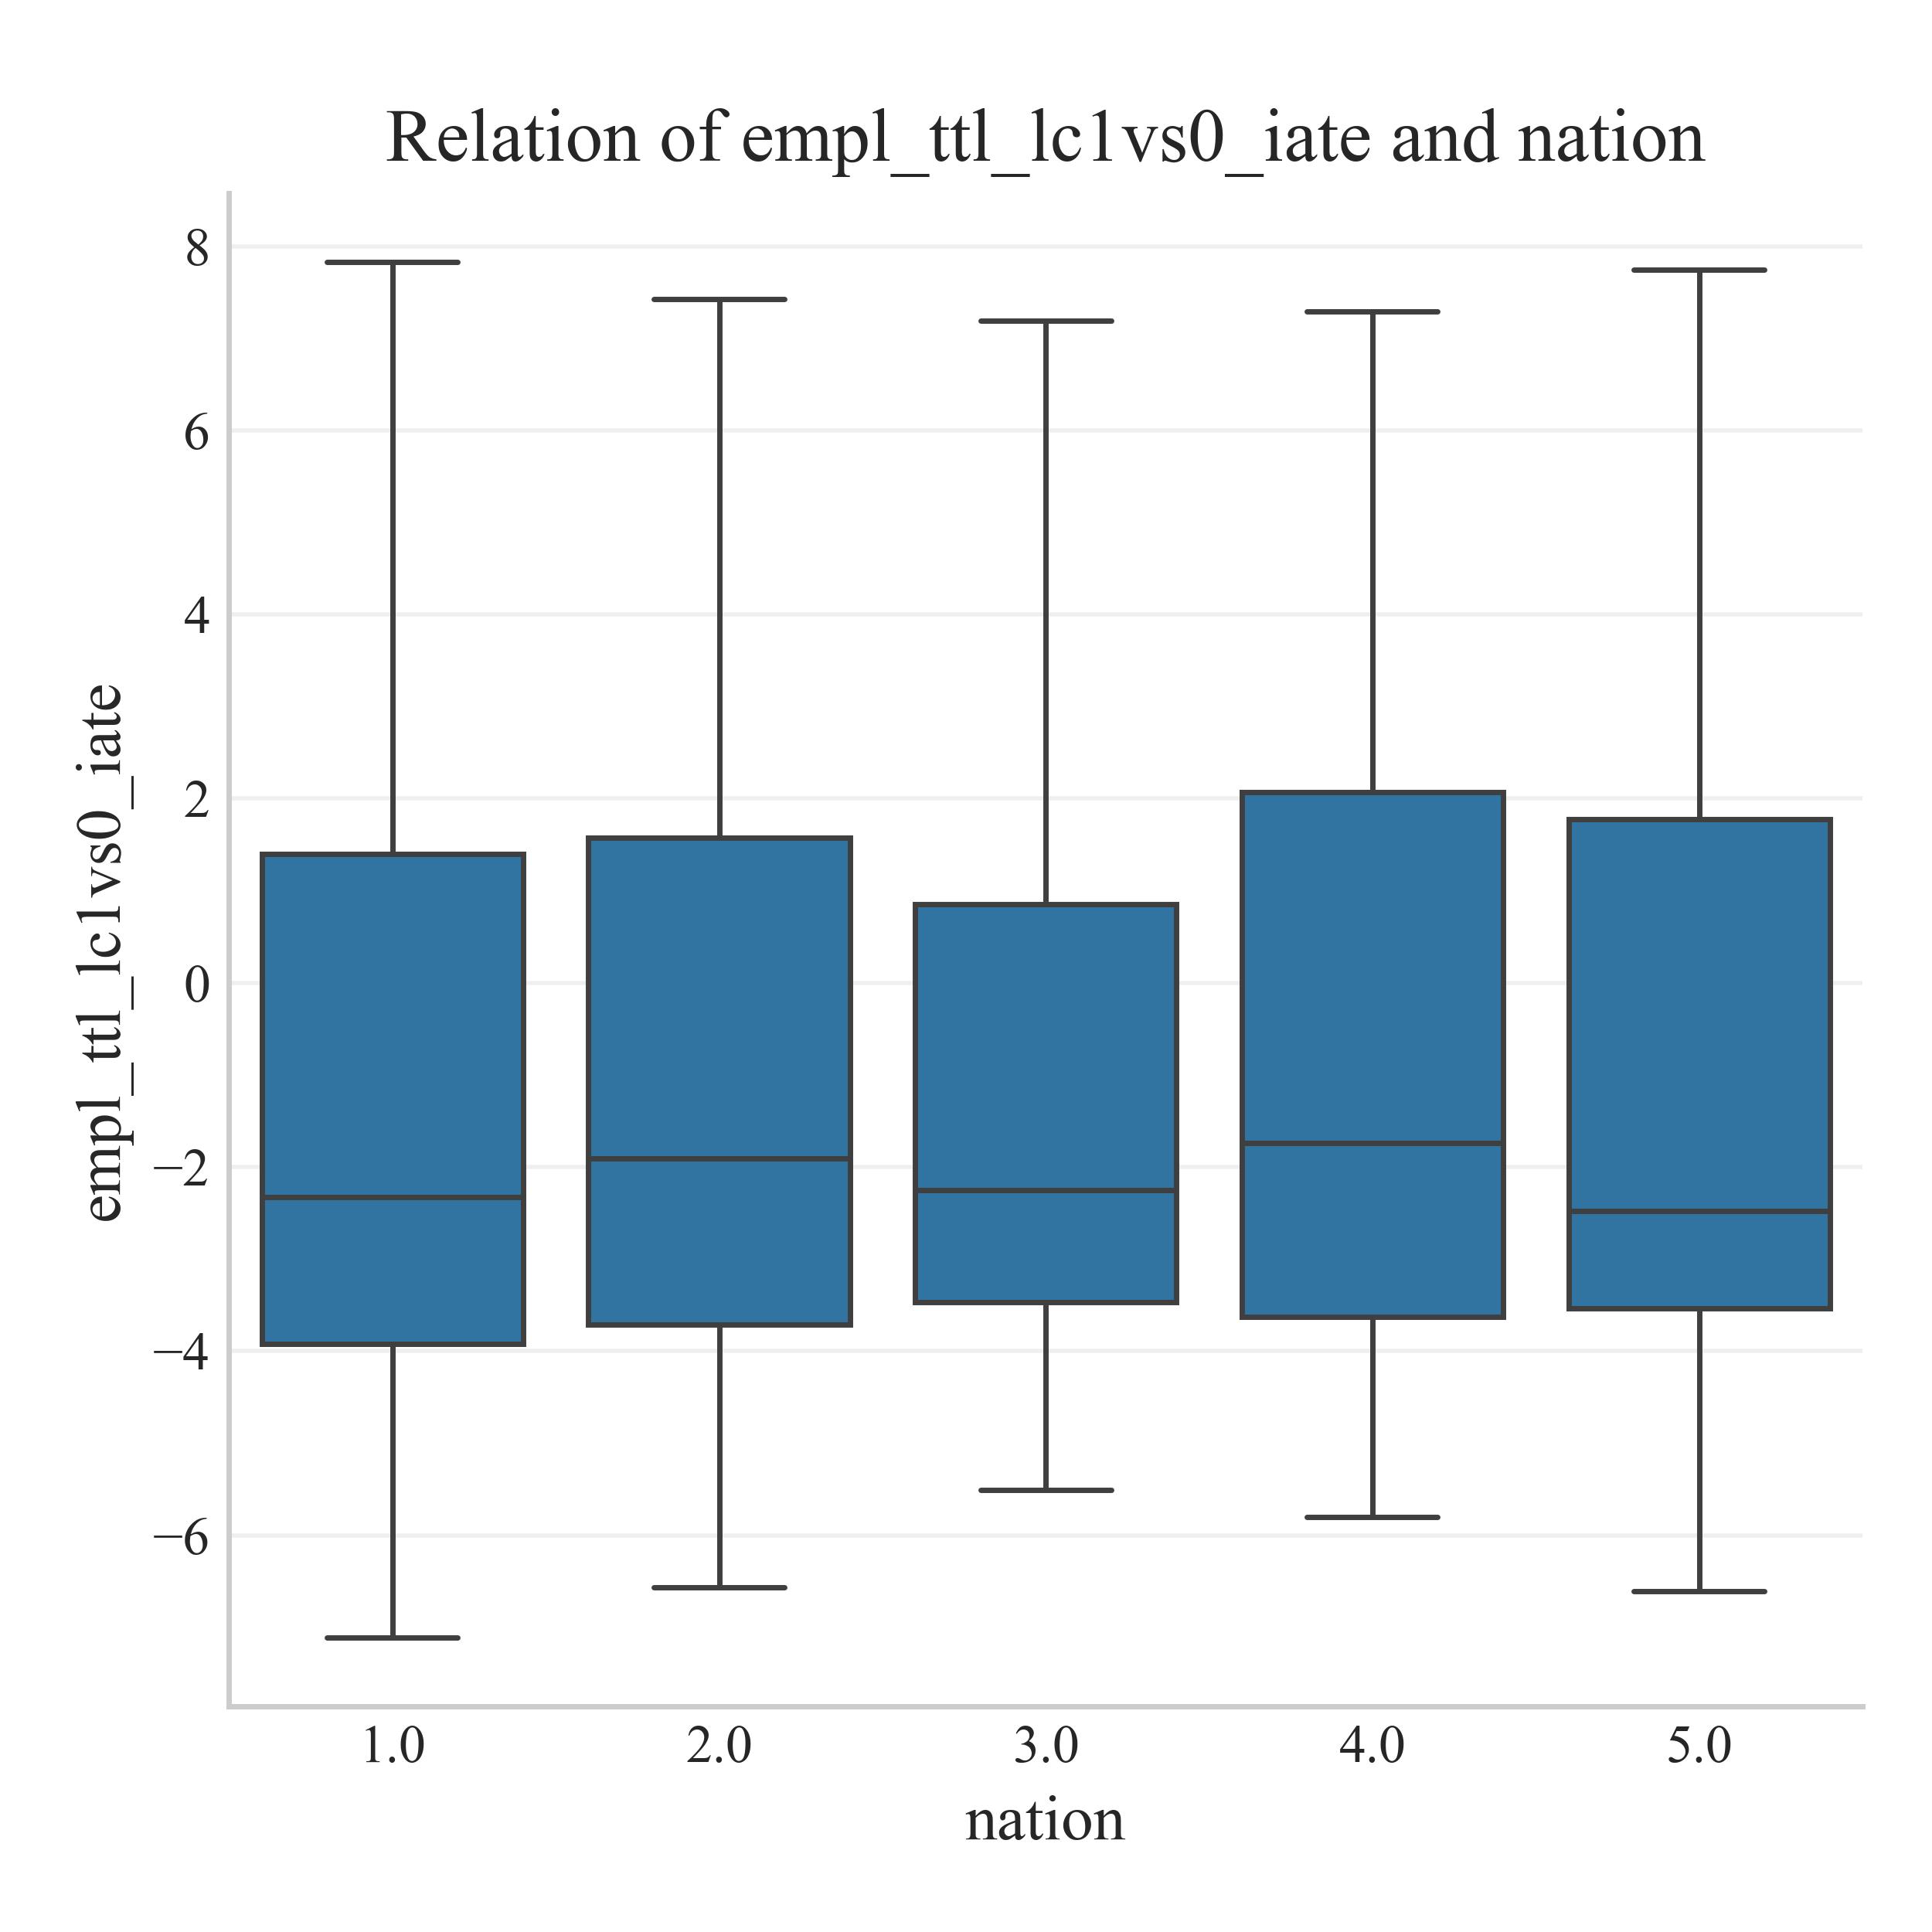 Relation of empl_ttl_lc1vs0_iate and nation
8
6
4
2
0
−2
−4
−6
empl_ttl_lc1vs0_iate
1.0 2.0 3.0 4.0 5.0
nation